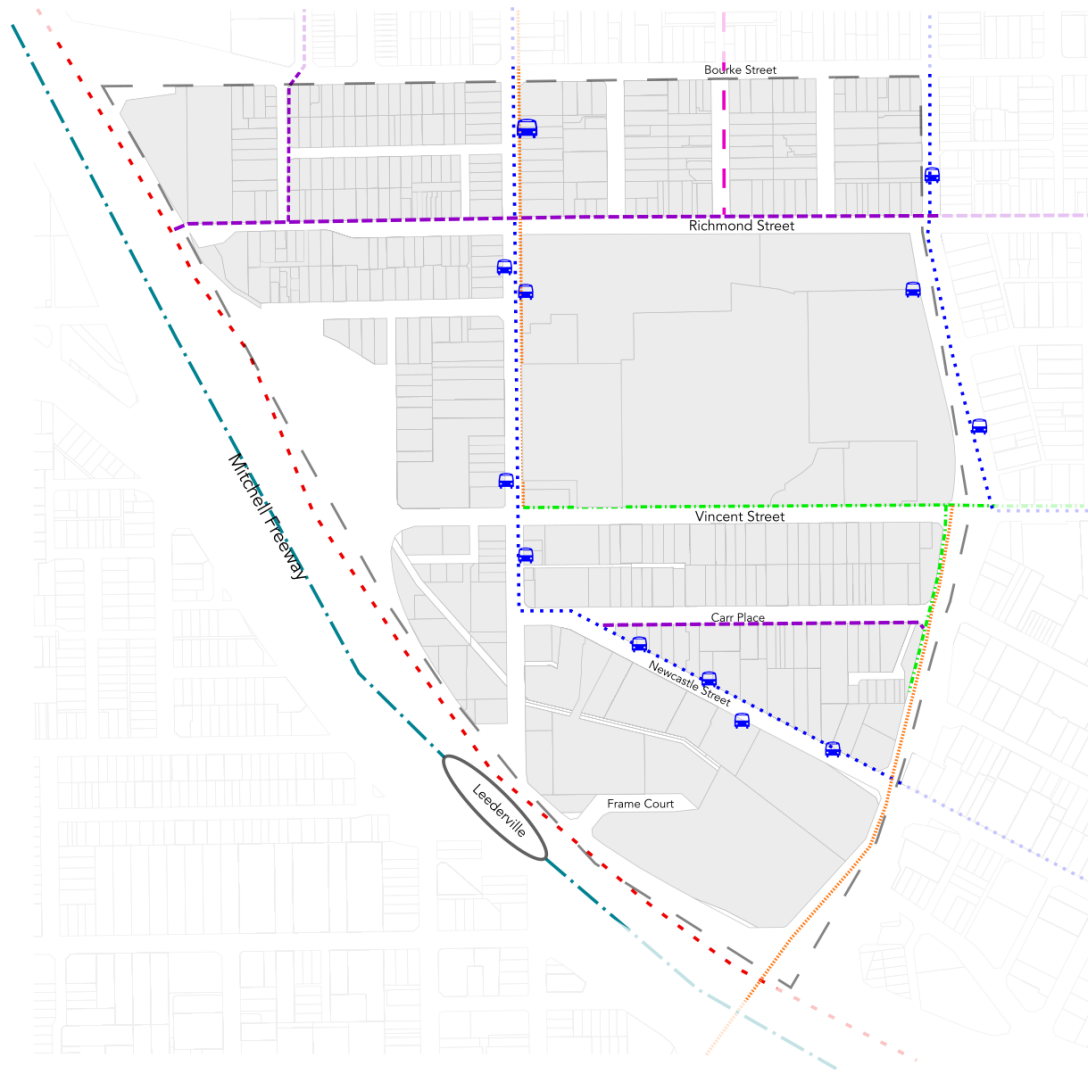 Bourke Street
Richmond Street
Mitchell Freeway
Vincent Street
Carr Place
Newcastle Street
Leederville
Frame Court